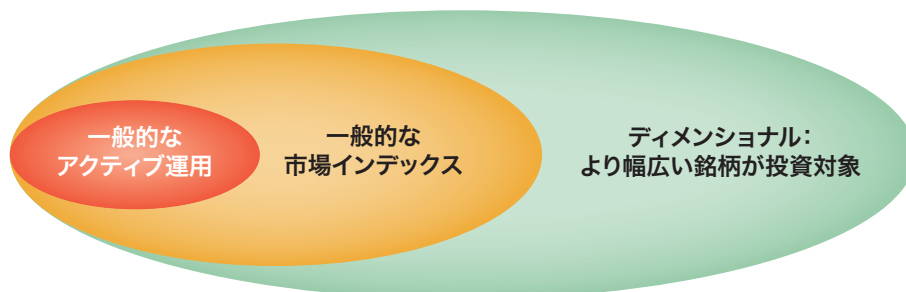 一般的な
アクティブ運用
一般的な
市場インデックス
ディメンショナル：
より幅広い銘柄が投資対象